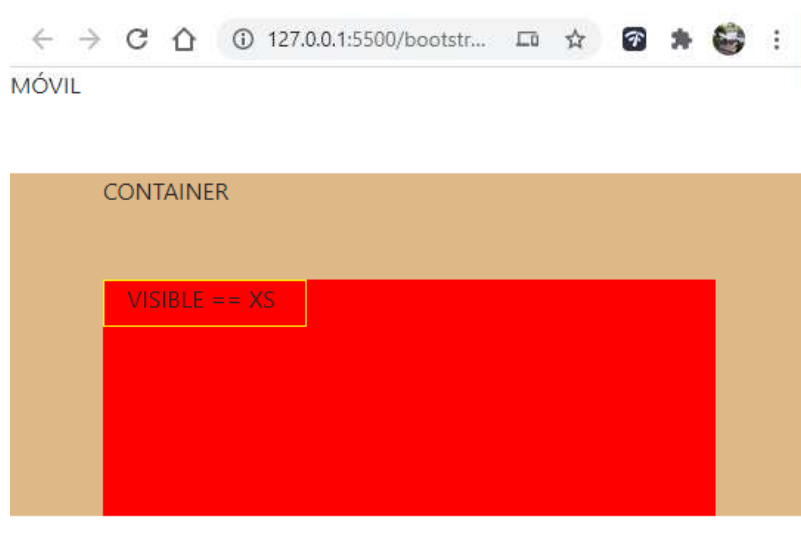 127.0.0.1:5500/bootstr...
MÓVIL
CONTAINER
VISIBLE == XS